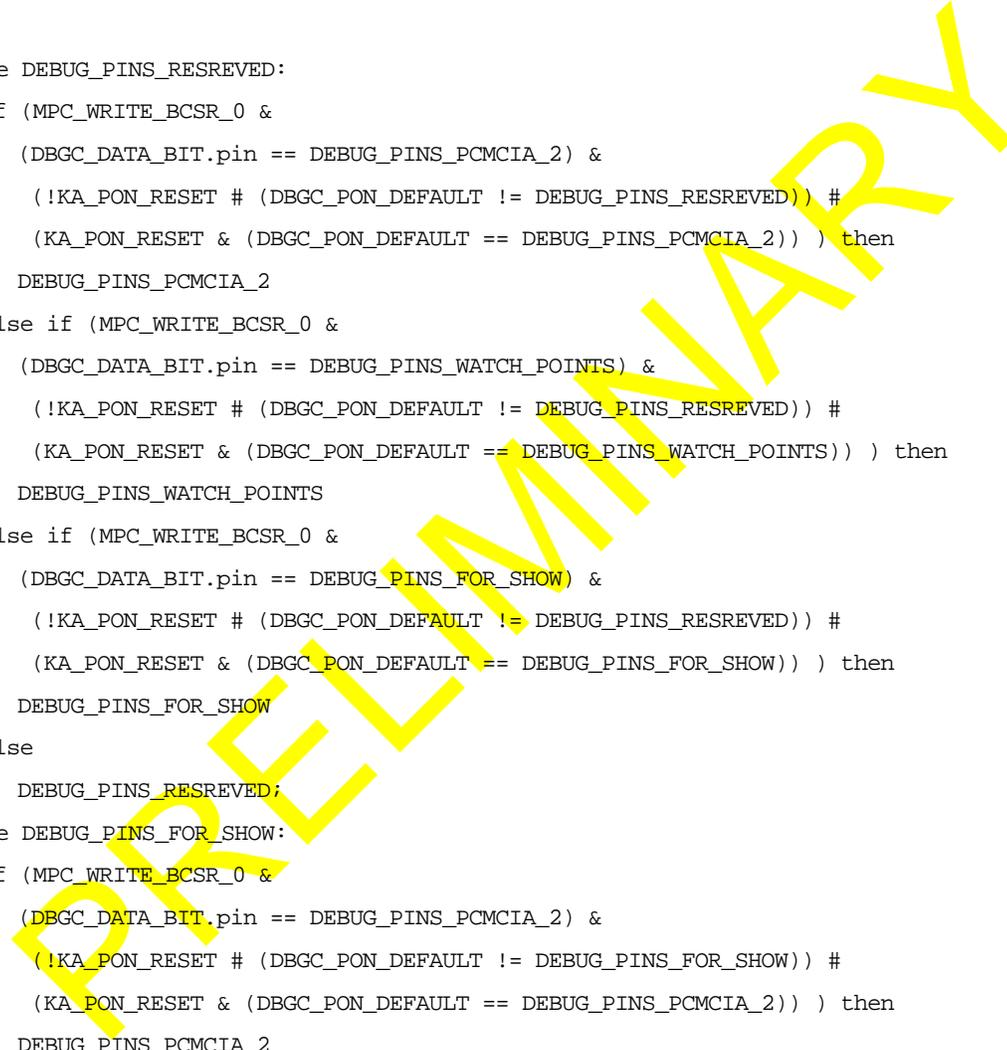 e DEBUG_PINS_RESREVED:
f (MPC_WRITE_BCSR_0 &
(DBGC_DATA_BIT.pin == DEBUG_PINS_PCMCIA_2) &
(!KA_PON_RESET # (DBGC_PON_DEFAULT != DEBUG_PINS_RESREVED)) #
(KA_PON_RESET & (DBGC_PON_DEFAULT == DEBUG_PINS_PCMCIA_2)) ) then
DEBUG_PINS_PCMCIA_2
lse if (MPC_WRITE_BCSR_0 &
(DBGC_DATA_BIT.pin == DEBUG_PINS_WATCH_POINTS) &
(!KA_PON_RESET # (DBGC_PON_DEFAULT != DEBUG_PINS_RESREVED)) #
(KA_PON_RESET & (DBGC_PON_DEFAULT == DEBUG_PINS_WATCH_POINTS)) ) then
DEBUG_PINS_WATCH_POINTS
lse if (MPC_WRITE_BCSR_0 &
(DBGC_DATA_BIT.pin == DEBUG_PINS_FOR_SHOW) &
(!KA_PON_RESET # (DBGC_PON_DEFAULT != DEBUG_PINS_RESREVED)) #
(KA_PON_RESET & (DBGC_PON_DEFAULT == DEBUG_PINS_FOR_SHOW)) ) then
DEBUG_PINS_FOR_SHOW
lse
DEBUG_PINS_RESREVED;
e DEBUG_PINS_FOR_SHOW:
f (MPC_WRITE_BCSR_0 &
(DBGC_DATA_BIT.pin == DEBUG_PINS_PCMCIA_2) &
(!KA_PON_RESET # (DBGC_PON_DEFAULT != DEBUG_PINS_FOR_SHOW)) #
(KA_PON_RESET & (DBGC_PON_DEFAULT == DEBUG_PINS_PCMCIA_2)) ) then
DEBUG_PINS_PCMCIA_2
PRELIMINARY